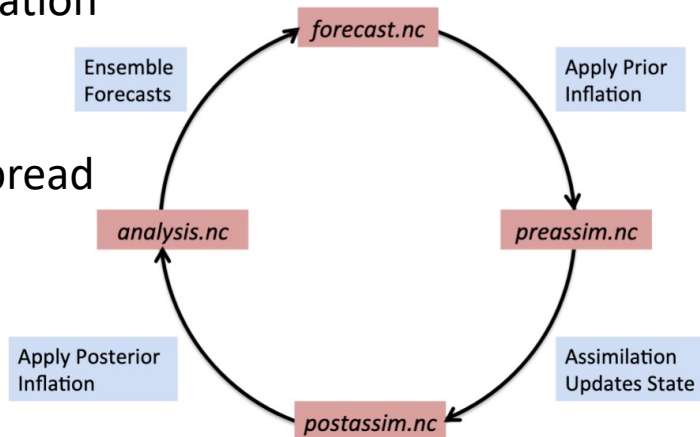 forecast.nc
Ensemble
Forecasts
Apply Prior
Inflation
analysis.nc
preassim.nc
Apply Posterior
Inflation
Assimilation
Updates State
postassim.nc